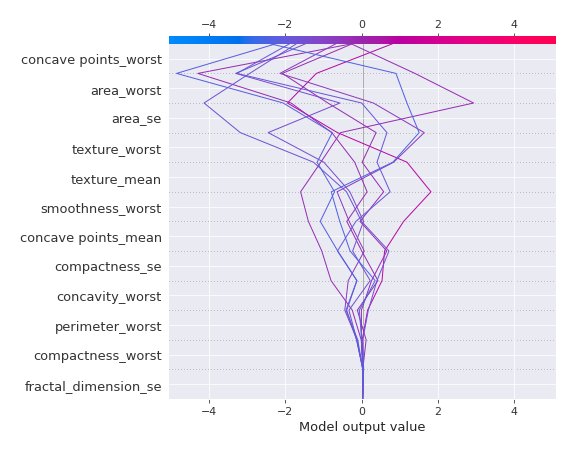 −4 −2 0 2 4
concave points_worst
area_worst
area_se
texture_worst
texture_mean
smoothness_worst
concave points_mean
compactness_se
concavity_worst
perimeter_worst
compactness_worst
fractal_dimension_se
−4 −2 0 2 4
Model output value